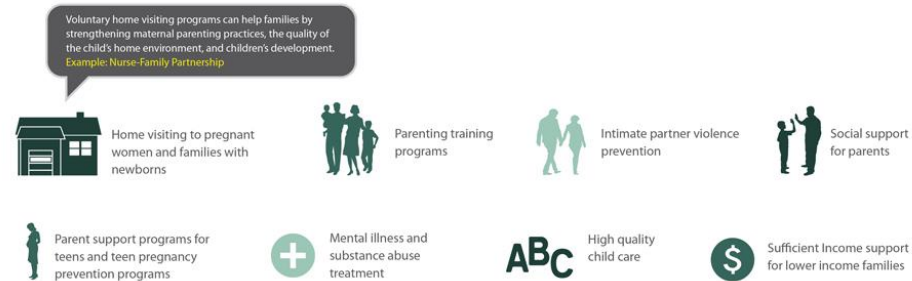 Voluntary home visiting programs can help families by
strengthening maternal parenting practices, the quality of
the child's home environment, and children's development.
Example: Nurse-Family Partnership
Home visiting to pregnant
women and families with
newborns
Parenting training
programs
Intimate partner violence
prevention
Social support
for parents
Parent support programs for
teens and teen pregnancy
prevention programs
Mental illness and
substance abuse
treatment
ABC
High quality
child care
$
Sufficient Income support
for lower income families